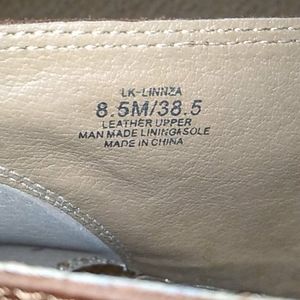 LK-LINNZA
8.5M/38.5
LEATHER UPPER
MAN MADE LINING&SOLE
MADE IN CHINA